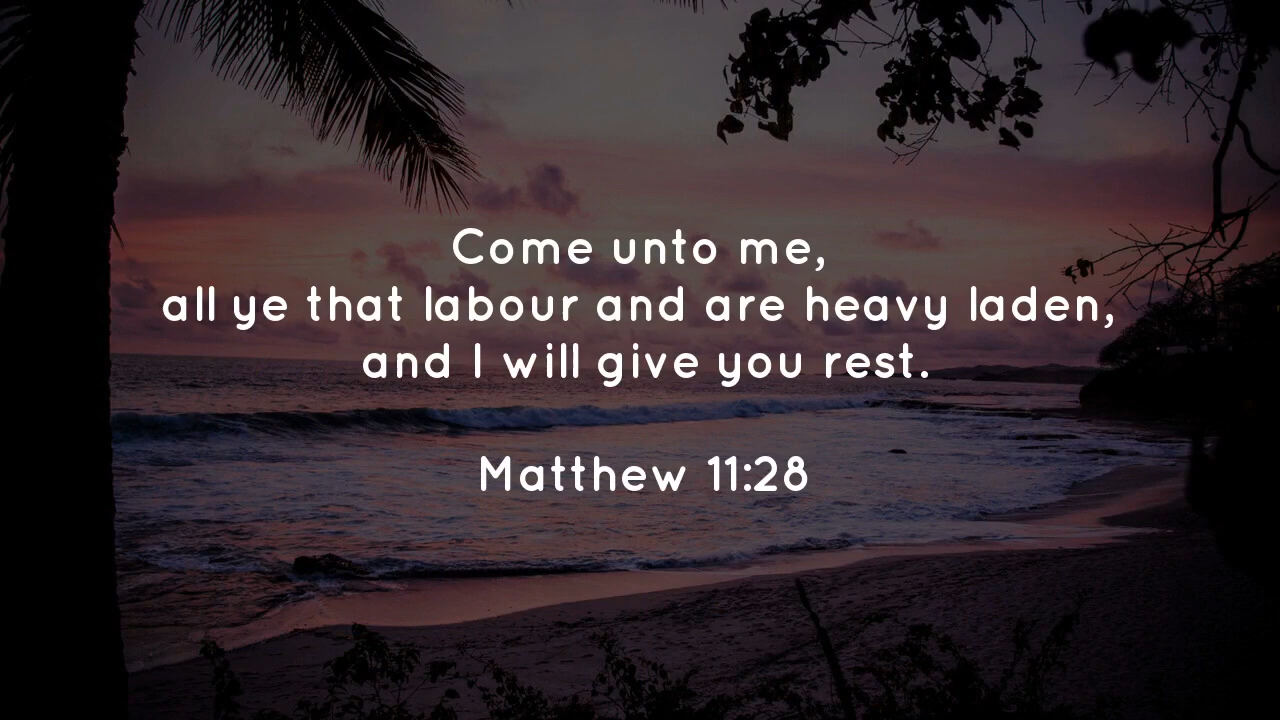 Come unto me,
all ye that labour and are heavy laden,
and I will give you rest.
Matthew 11:28